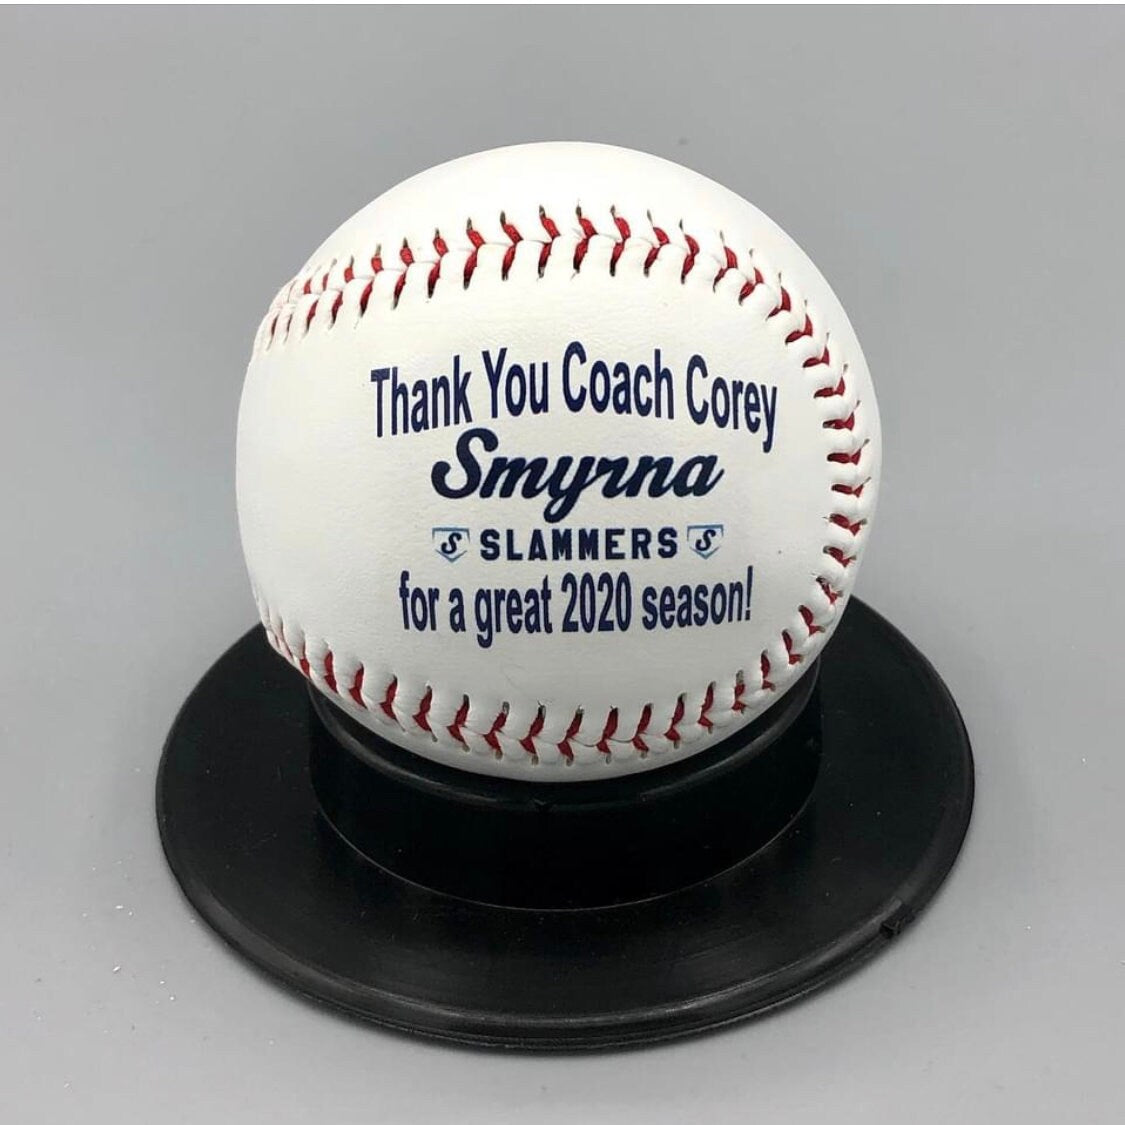 Thank You Coach Corey
Smyrna
S SLAMMERS S
for a great 2020 season!